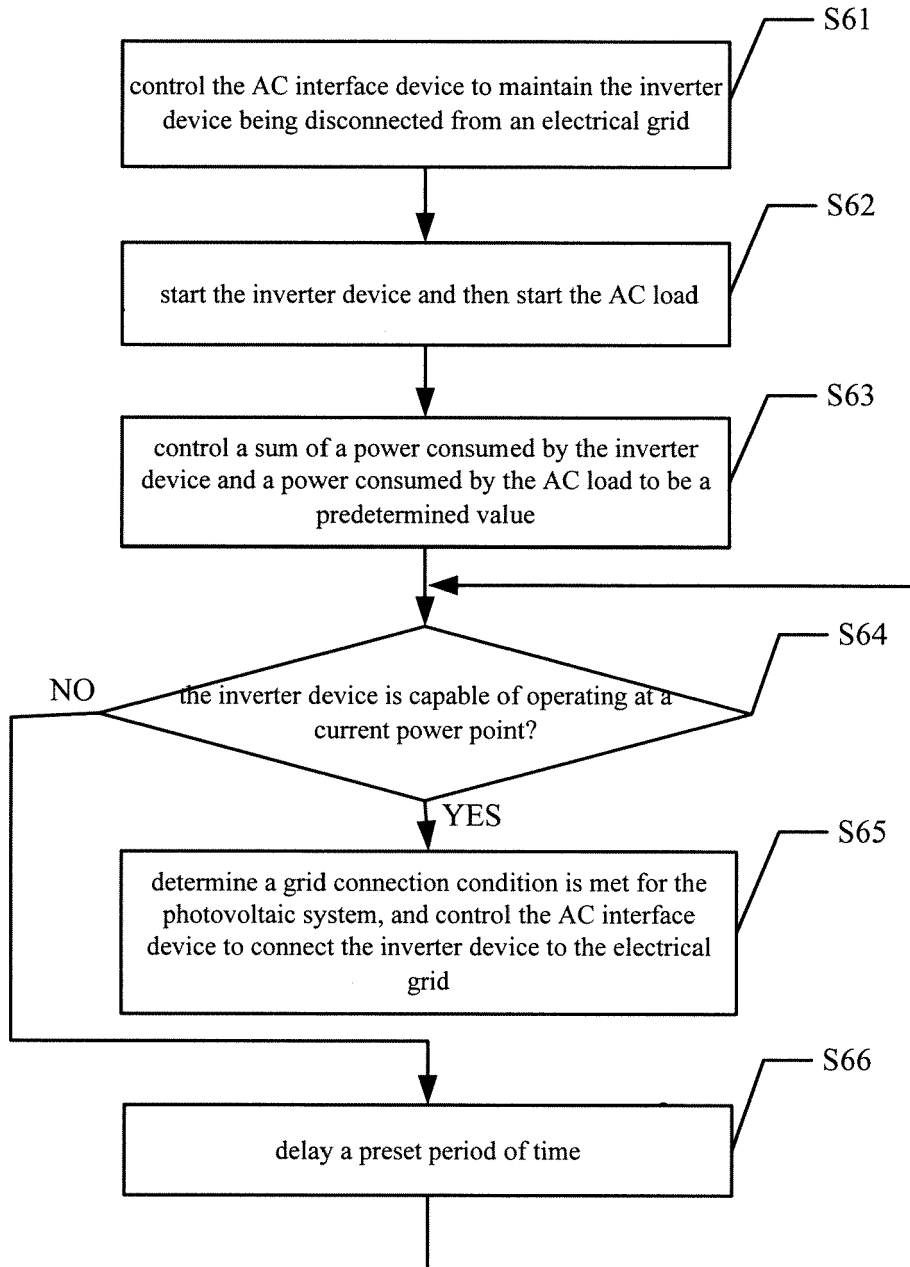 S61
control the AC interface device to maintain the inverter
device being disconnected from an electrical grid
S62
start the inverter device and then start the AC load
S63
control a sum of a power consumed by the inverter
device and a power consumed by the AC load to be a
predetermined value
S64
NO
the inverter device is capable of operating at a
current power point?
YES
S65
determine a grid connection condition is met for the
photovoltaic system, and control the AC interface
device to connect the inverter device to the electrical
grid
S66
delay a preset period of time